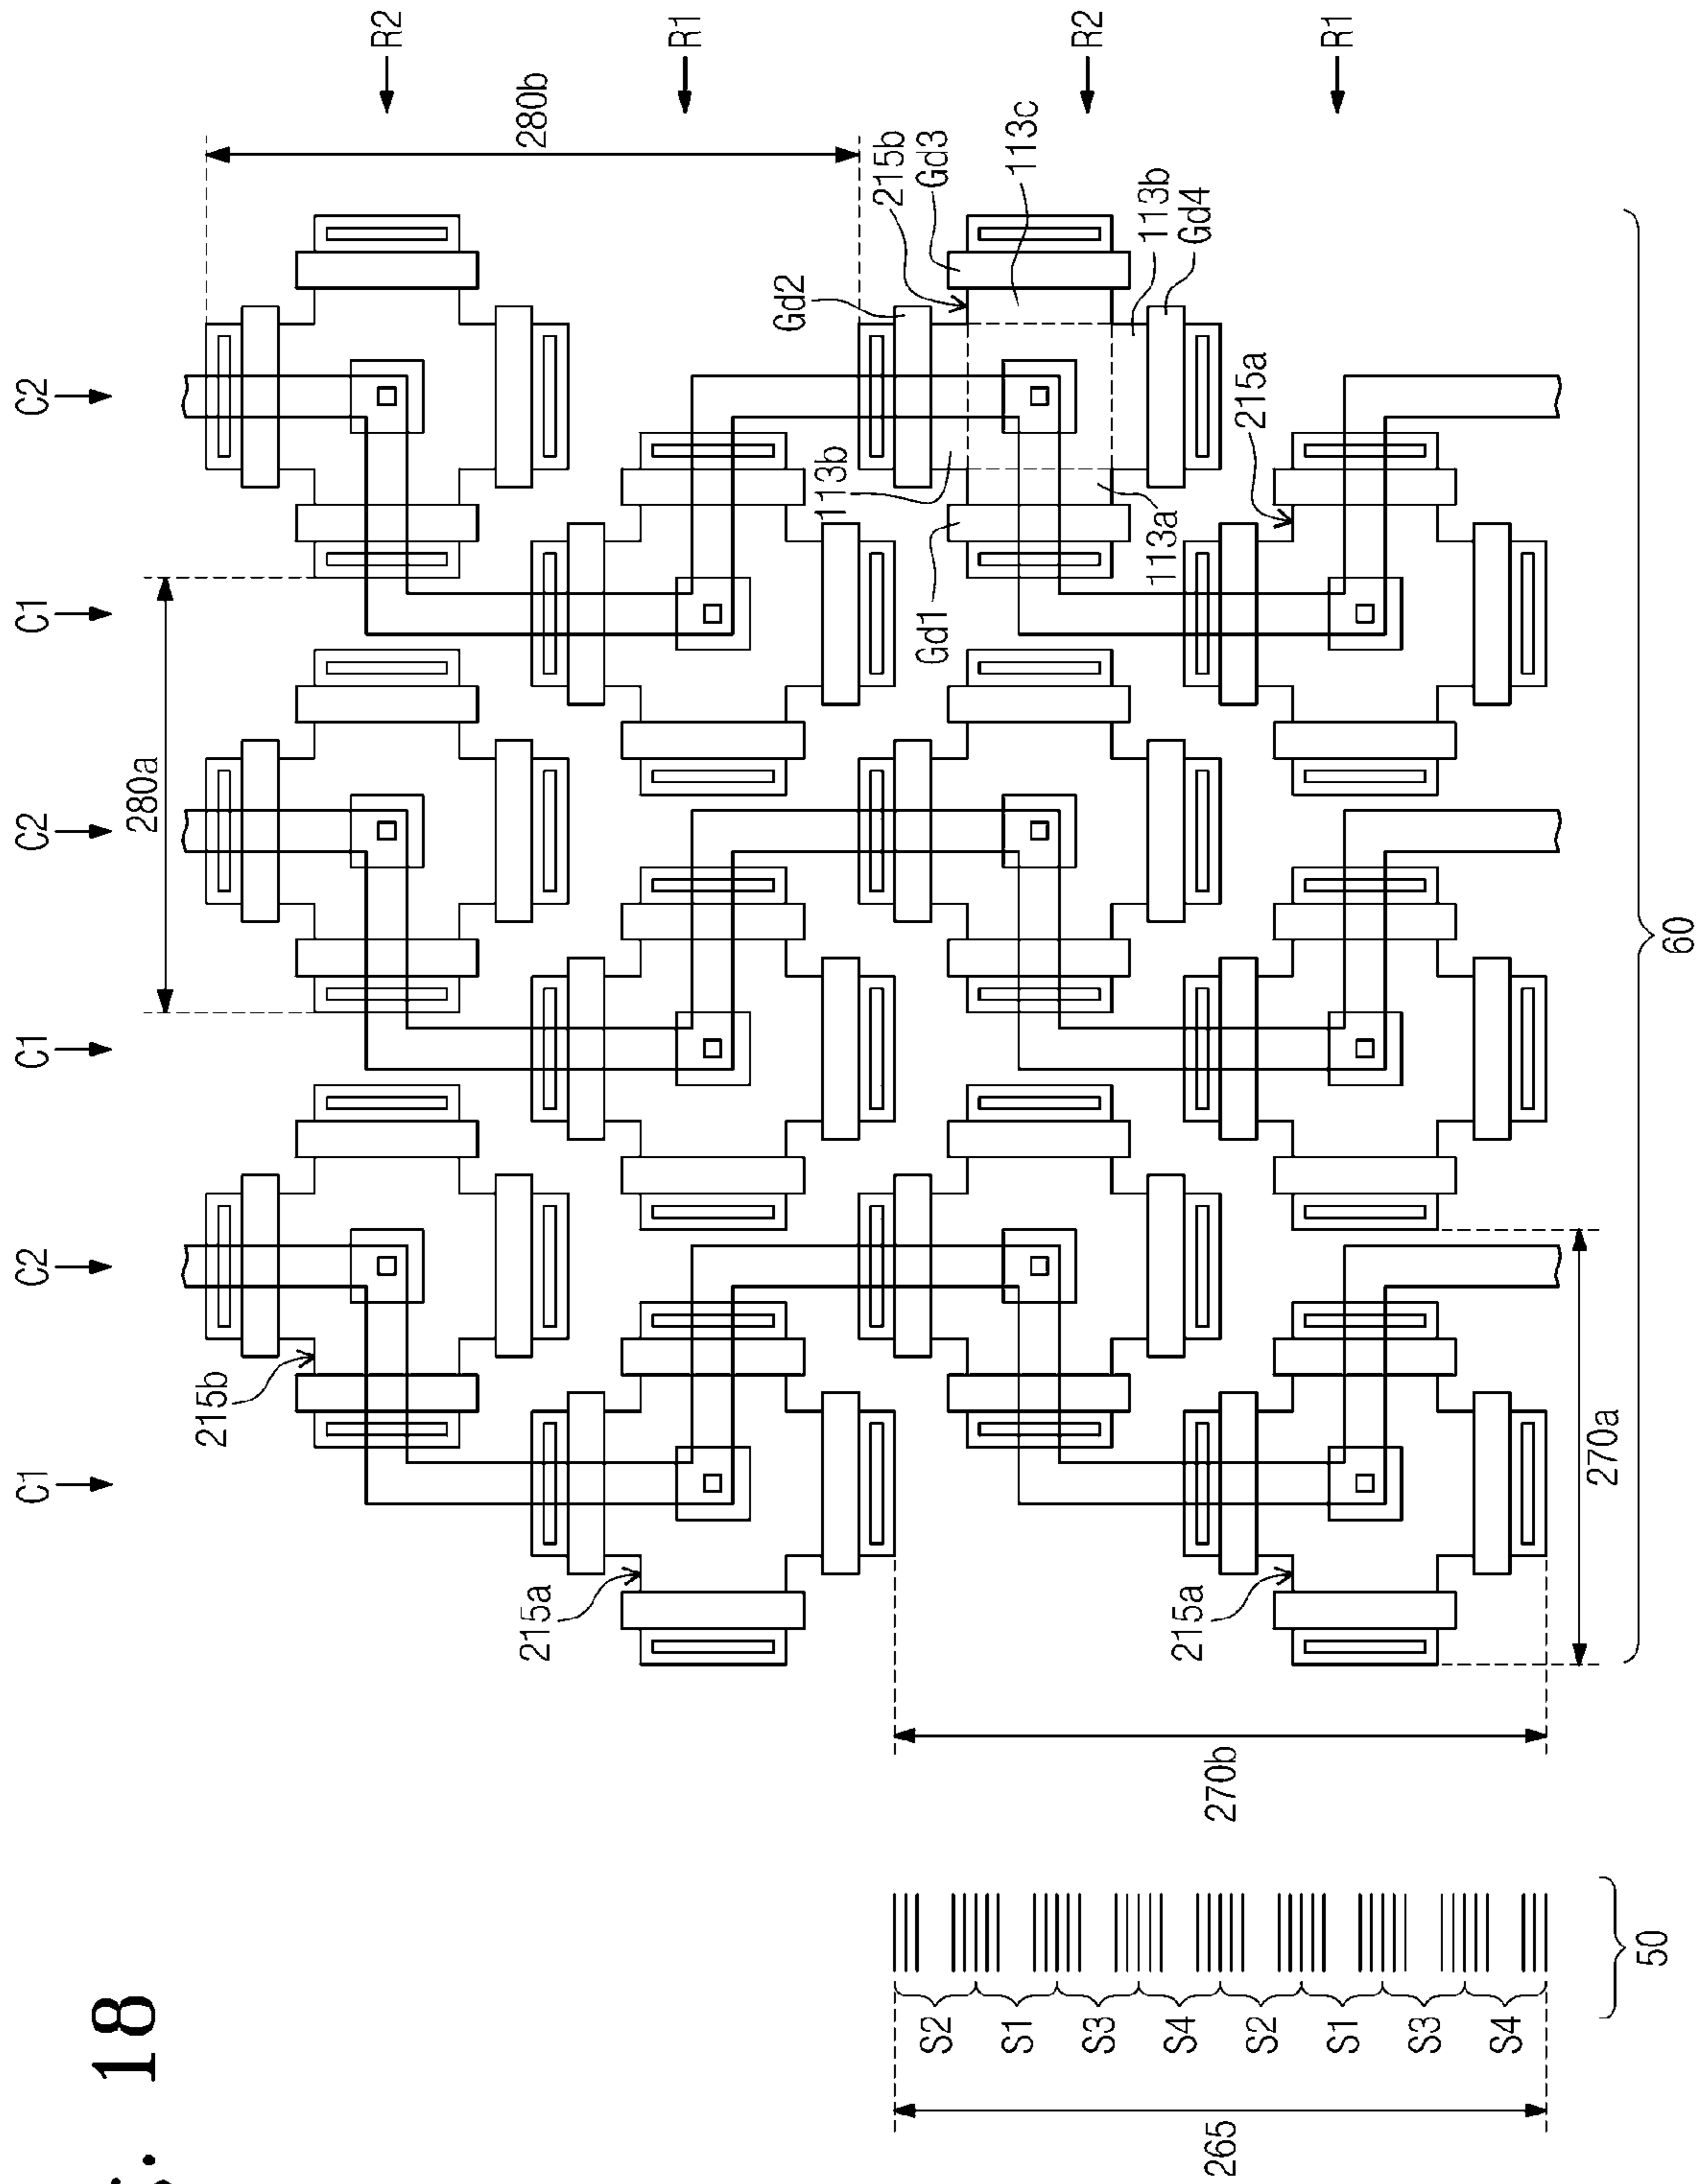 18
C1
C2
C1
C2
C1
C2
280a
R2
R1
R2
R1
280b
215b
215a
215a
Gd2
215b
Gd3
113c
113b
Gd4
113b
Gd1
113a
215a
270b
270a
60
S2
S1
S3
S4
S2
S1
S3
S4
265
50